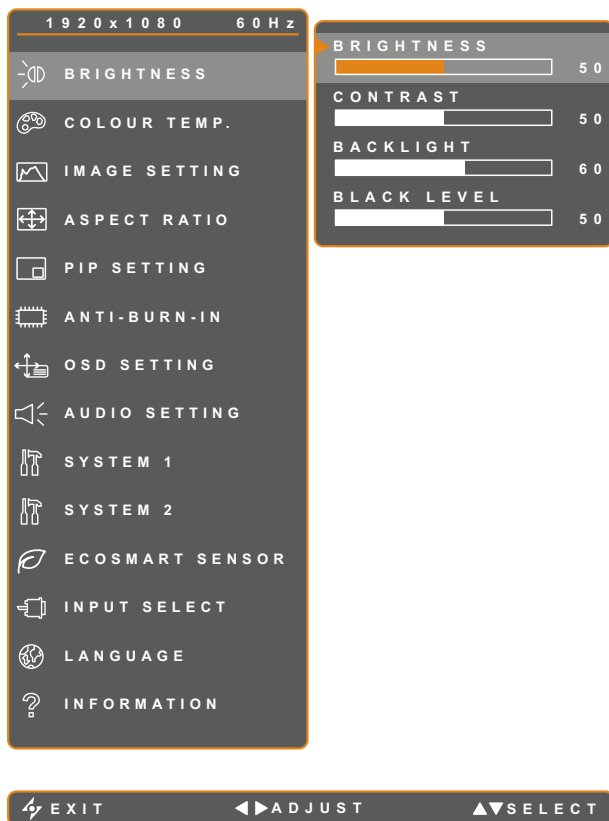 1920x1080 60Hz
BRIGHTNESS
COLOUR TEMP.
IMAGE SETTING
ASPECT RATIO
PIP SETTING
ANTI-BURN-IN
OSD SETTING
AUDIO SETTING
SYSTEM 1
SYSTEM 2
ECOSMART SENSOR
INPUT SELECT
LANGUAGE
INFORMATION
BRIGHTNESS
50
CONTRAST
50
BACKLIGHT
60
BLACK LEVEL
50
EXIT ◀▶ADJUST ▲▼SELECT